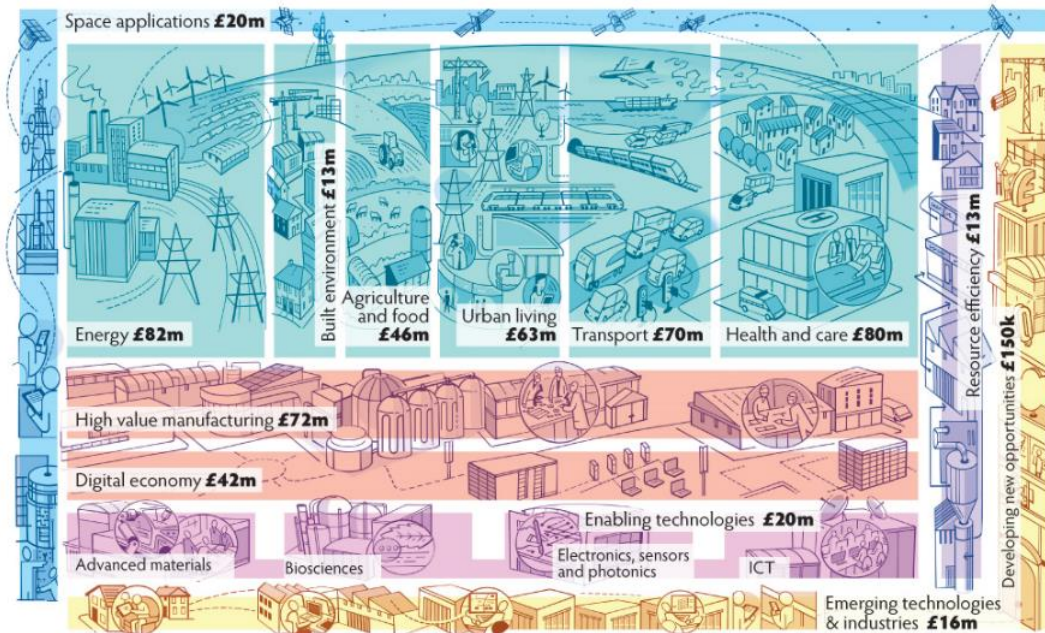 Space applications £20m
Energy £82m
Built environment £13m
Agriculture
and food
£46m
Urban living
£63m
Transport £70m
Health and care £80m
Resource efficiency £13m
Developing new opportunities £150k
High value manufacturing £72m
Digital economy £42m
Enabling technologies £20m
Advanced materials
Biosciences
Electronics, sensors
and photonics
ICT
Emerging technologies
& industries £16m